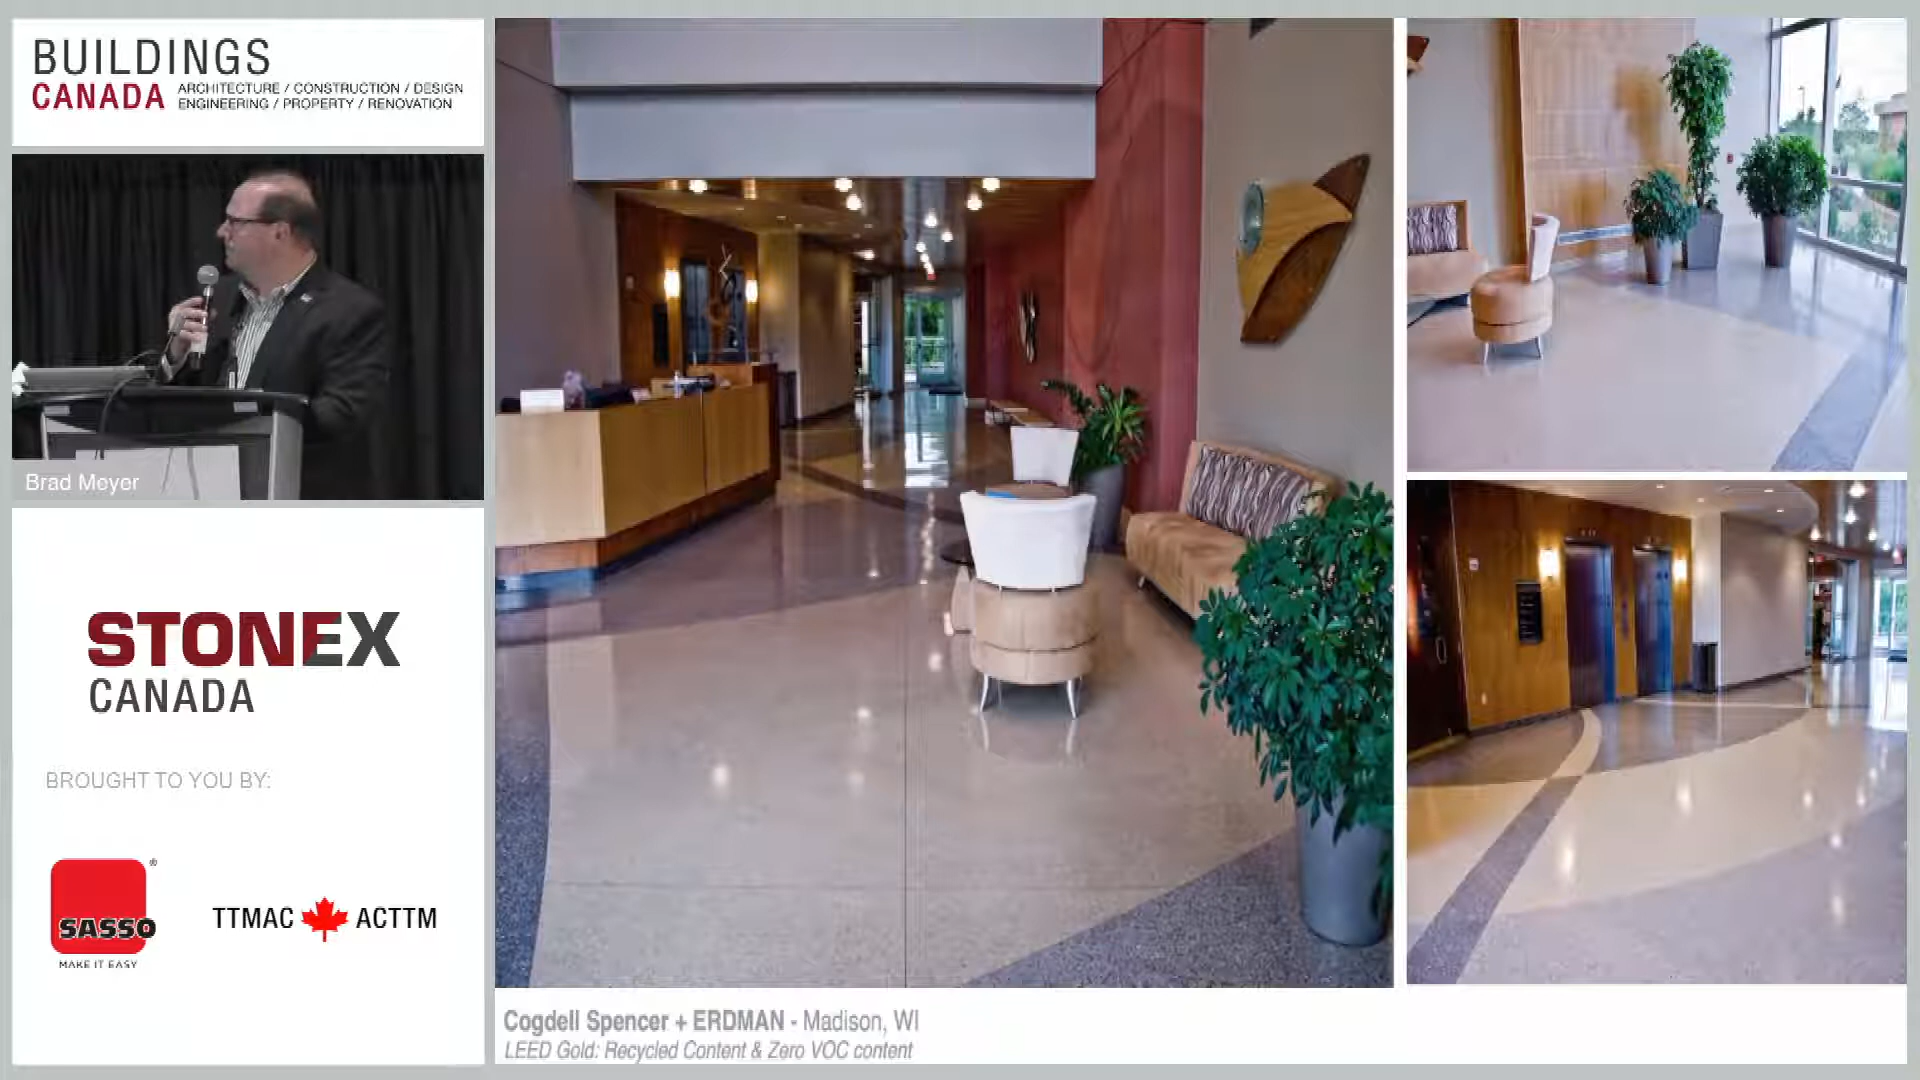 BUILDINGS
CANADA
ARCHITECTURE / CONSTRUCTION / DESIGN
ENGINEERING / PROPERTY / RENOVATION
Brad Meyer
STONEX
CANADA
BROUGHT TO YOU BY:
SASSO®
MAKE IT EASY
TTMAC ACTTM
Cogdell Spencer + ERDMAN - Madison, WI
LEED Gold: Recycled Content & Zero VOC content